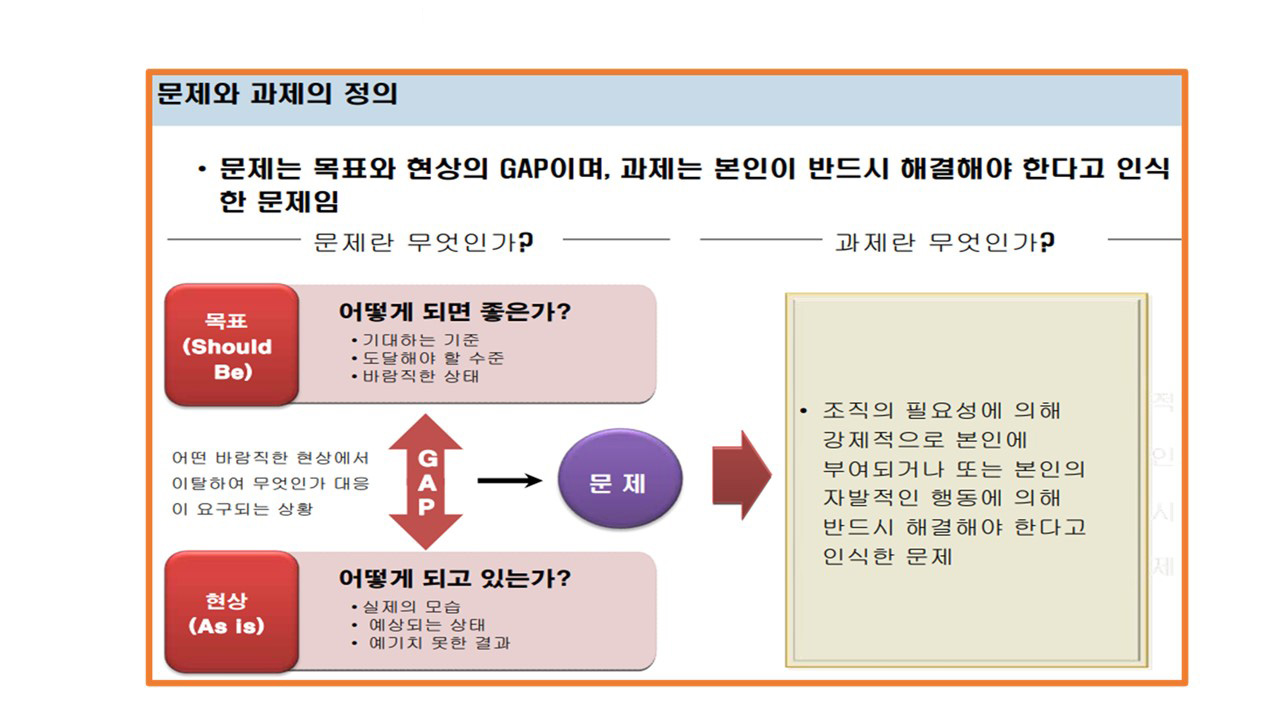 문제와 과제의 정의
• 문제는 목표와 현상의 GAP이며, 과제는 본인이 반드시 해결해야 한다고 인식
한 문제임
문제란 무엇인가?
과제란 무엇인가?
목표
(Should
Be)
어떻게 되면 좋은가?
• 기대하는 기준
• 도달해야 할 수준
• 바람직한 상태
어떤 바람직한 현상에서
이탈하여 무엇인가 대응
이 요구되는 상황
G
A
P
문 제
현상
(As is)
어떻게 되고 있는가?
• 실제의 모습
• 예상되는 상태
• 예기치 못한 결과
• 조직의 필요성에 의해
강제적으로 본인에
부여되거나 또는 본인의
자발적인 행동에 의해
반드시 해결해야 한다고
인식한 문제
적
인
시
제